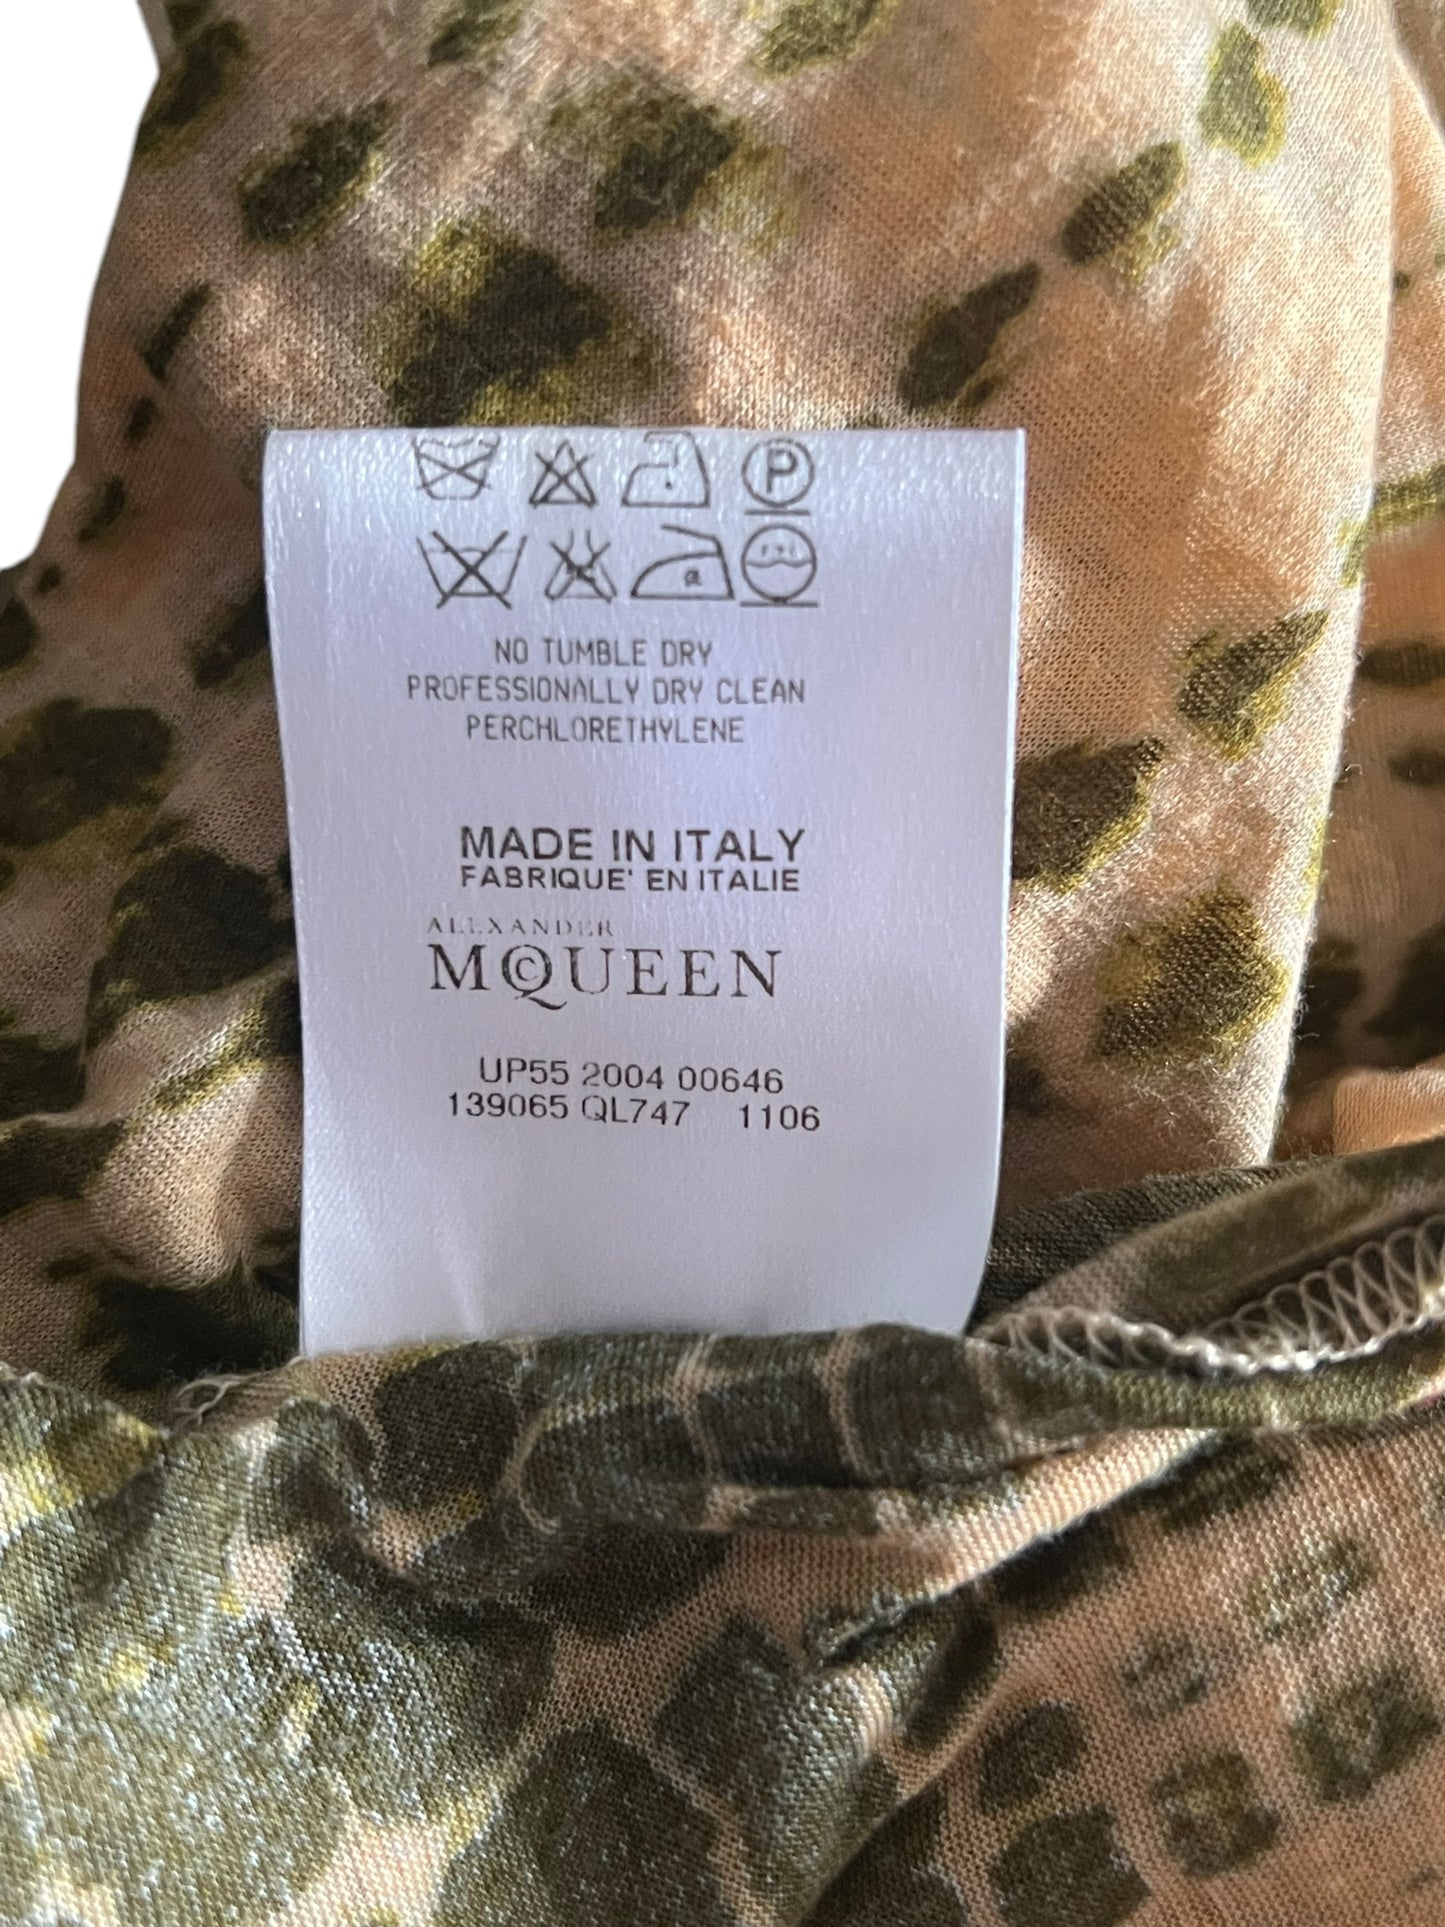 P
NO TUMBLE DRY
PROFESSIONALLY DRY CLEAN
PERCHLORETHYLENE
MADE IN ITALY
FABRIQUE' EN ITALIE
ALEXANDER
MCQUEEN
UP55 2004 00646
139065 QL747 1106